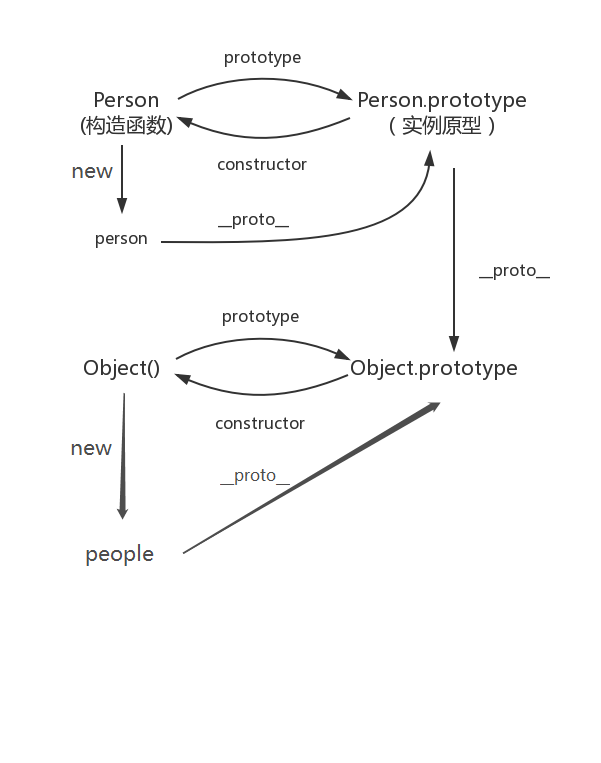 prototype
Person
(构造函数)
Person.prototype
( 实例原型 )
constructor
new
__proto__
person
__proto__
prototype
Object()
Object.prototype
constructor
new
__proto__
people